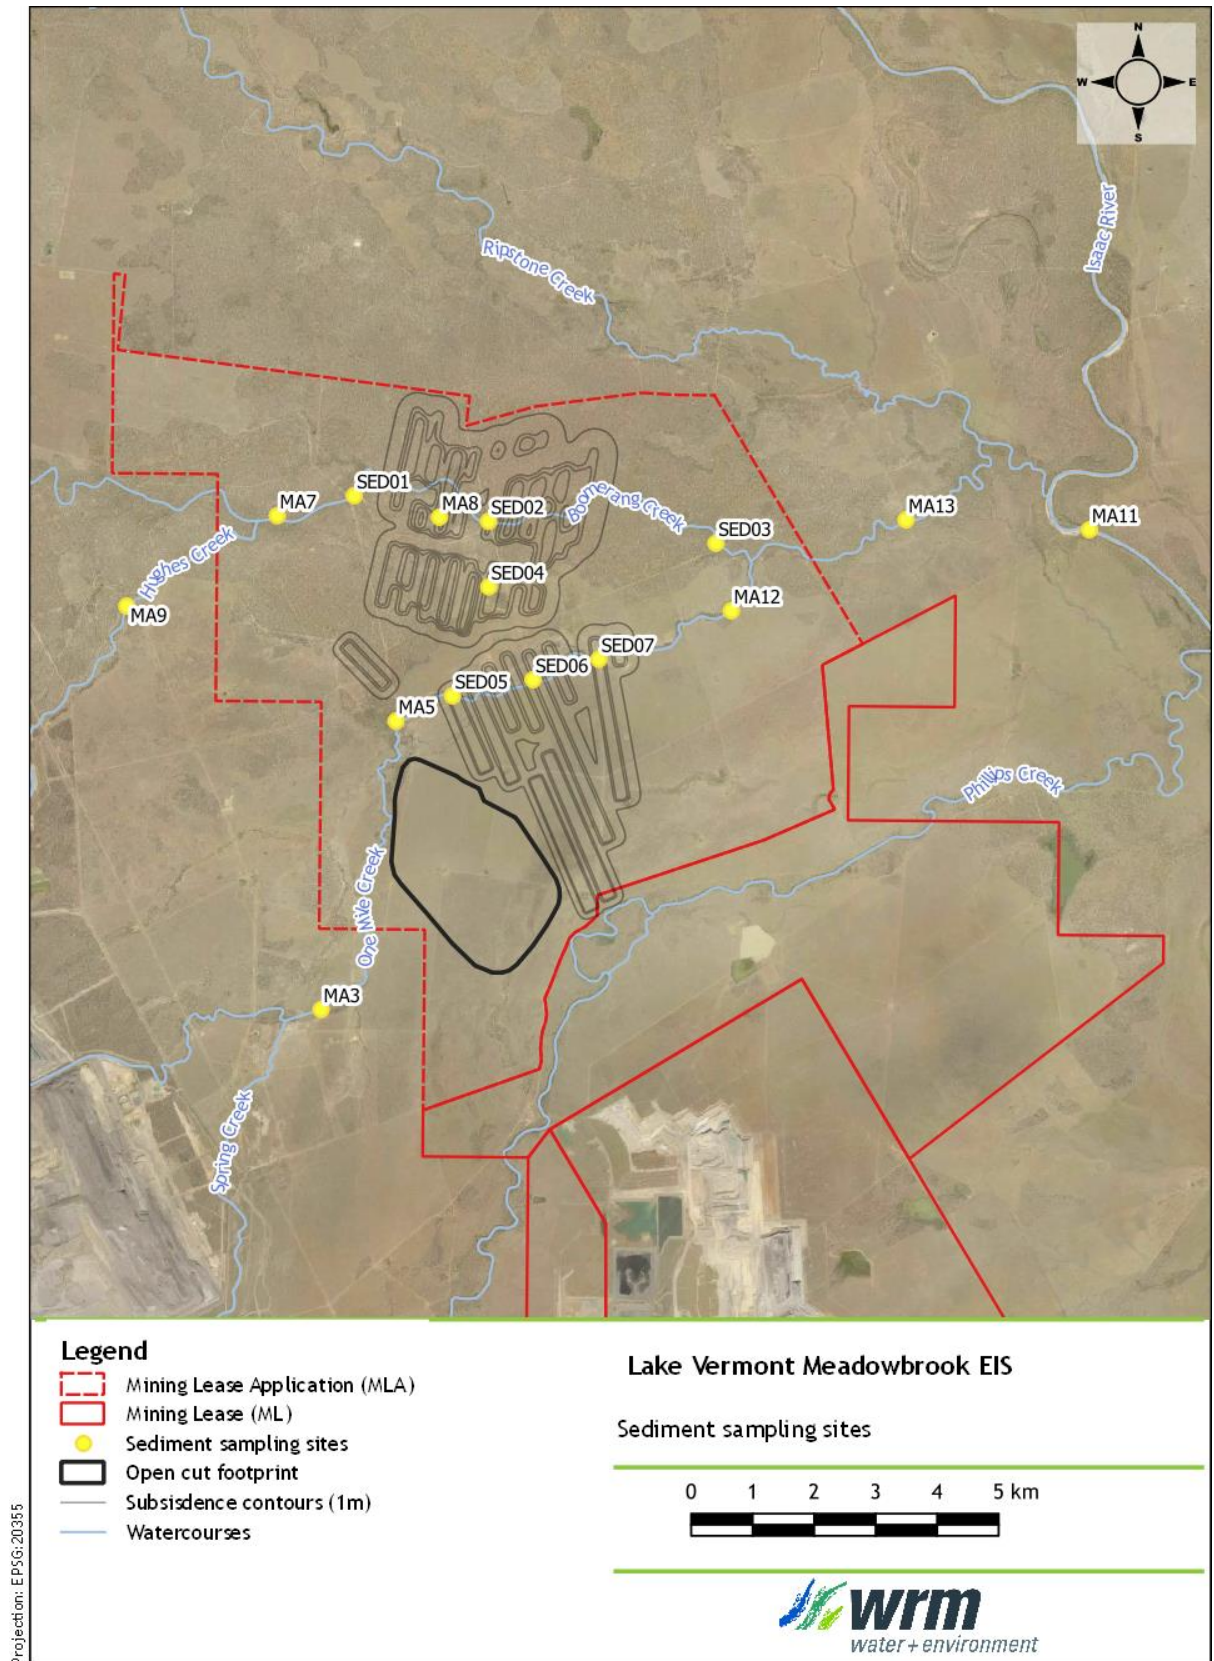 N
W
E
S
Isaac River
Ripstone Creek
SED01
MA7
MA8
SED02
Boomerang Creek
SED03
MA13
MA11
Hughes Creek
SED04
MA9
MA12
SED07
SED06
SED05
MA5
Phillips Creek
One Mile Creek
MA3
Spring Creek
Legend
Mining Lease Application (MLA)
Mining Lease (ML)
Sediment sampling sites
Open cut footprint
Subsisdence contours (1m)
Watercourses
Lake Vermont Meadowbrook EIS
Sediment sampling sites
0 1 2 3 4 5 km
wrm
water + environment
Projection: EPSG:20355